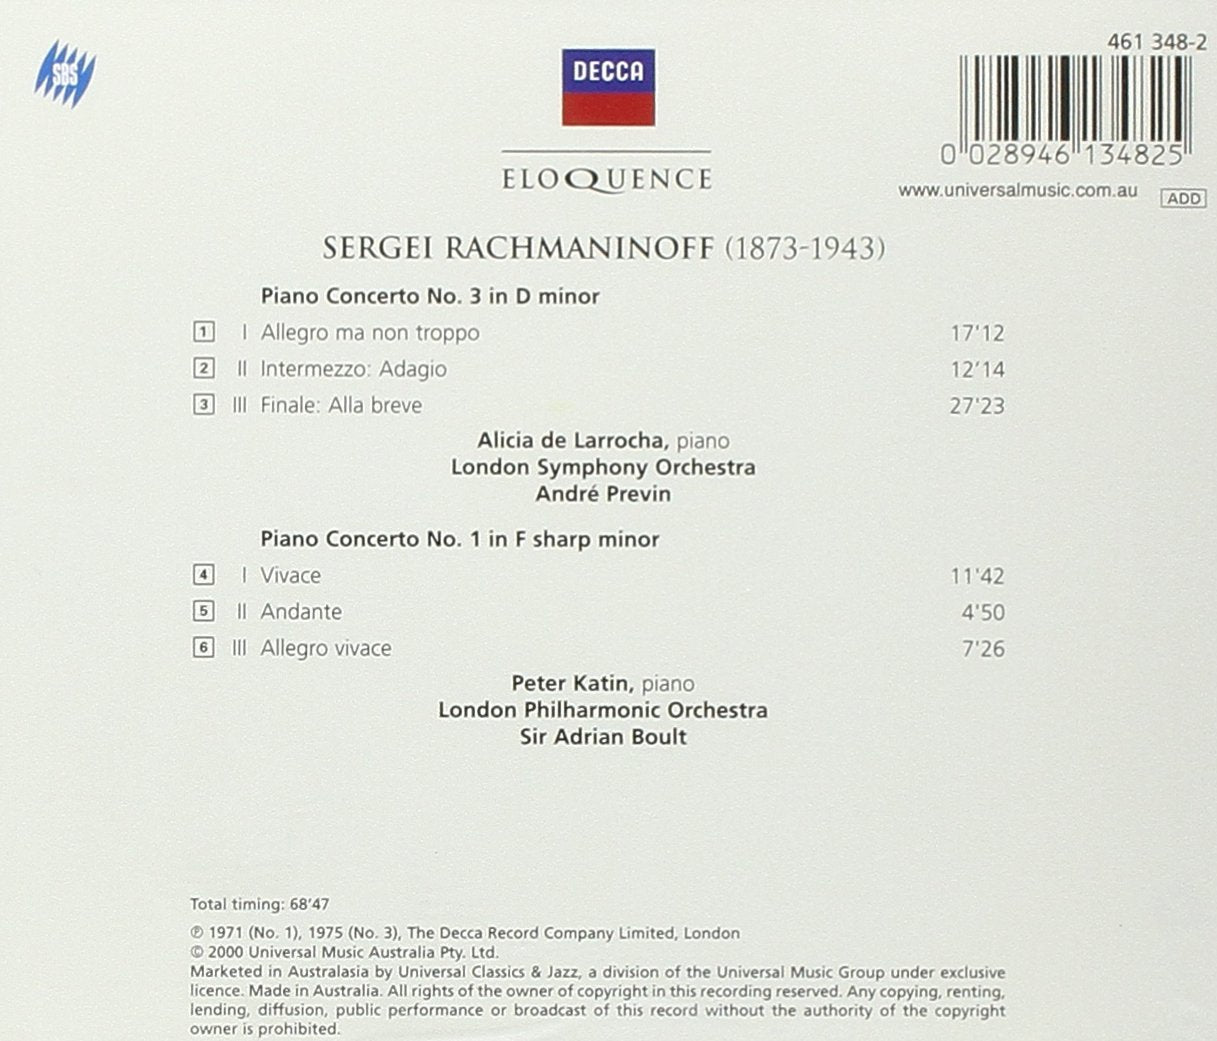 SBS
461 348-2
DECCA
0 028946 134825
ELOQUENCE
www.universalmusic.com.au
ADD
SERGEI RACHMANINOFF (1873-1943)
Piano Concerto No. 3 in D minor
1 I Allegro ma non troppo 17'12
2 II Intermezzo: Adagio 12'14
3 III Finale: Alla breve 27'23
Alicia de Larrocha, piano
London Symphony Orchestra
André Previn
Piano Concerto No. 1 in F sharp minor
4 I Vivace 11'42
5 II Andante 4'50
6 III Allegro vivace 7'26
Peter Katin, piano
London Philharmonic Orchestra
Sir Adrian Boult
Total timing: 68'47
℗ 1971 (No. 1), 1975 (No. 3), The Decca Record Company Limited, London
© 2000 Universal Music Australia Pty. Ltd.
Marketed in Australasia by Universal Classics & Jazz, a division of the Universal Music Group under exclusive
licence. Made in Australia. All rights of the owner of copyright in this recording reserved. Any copying, renting,
lending, diffusion, public performance or broadcast of this record without the authority of the copyright
owner is prohibited.